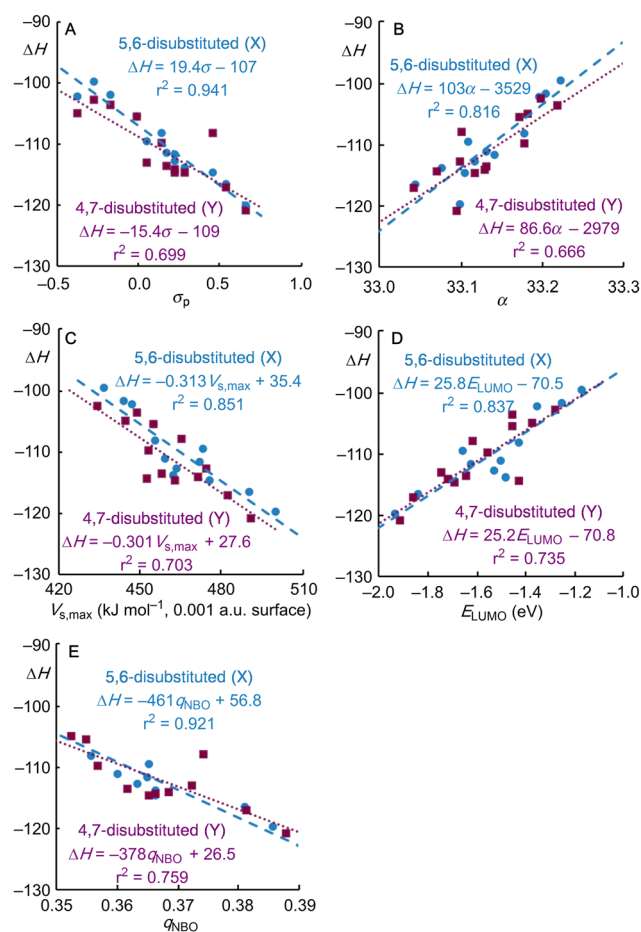 A
−90
ΔH
5,6-disubstituted (X)
ΔH = 19.4σ − 107
r² = 0.941
−100
−110
−120
−130
4,7-disubstituted (Y)
ΔH = −15.4σ − 109
r² = 0.699
−0.5 0.0 0.5 1.0
σp
B
−90
ΔH
5,6-disubstituted (X)
ΔH = 103α − 3529
r² = 0.816
−100
−110
−120
−130
4,7-disubstituted (Y)
ΔH = 86.6α − 2979
r² = 0.666
33.0 33.1 33.2 33.3
α
C
−90
ΔH
5,6-disubstituted (X)
ΔH = −0.313Vs,max + 35.4
r² = 0.851
−100
−110
−120
−130
4,7-disubstituted (Y)
ΔH = −0.301Vs,max + 27.6
r² = 0.703
420 450 480 510
Vs,max (kJ mol⁻¹, 0.001 a.u. surface)
D
−90
ΔH
5,6-disubstituted (X)
ΔH = 25.8ELUMO − 70.5
r² = 0.837
−100
−110
−120
−130
4,7-disubstituted (Y)
ΔH = 25.2ELUMO − 70.8
r² = 0.735
−2.0 −1.8 −1.6 −1.4 −1.2 −1.0
ELUMO (eV)
E
−90
ΔH
5,6-disubstituted (X)
ΔH = −461qNBO + 56.8
r² = 0.921
−100
−110
−120
−130
4,7-disubstituted (Y)
ΔH = −378qNBO + 26.5
r² = 0.759
0.35 0.36 0.37 0.38 0.39
qNBO